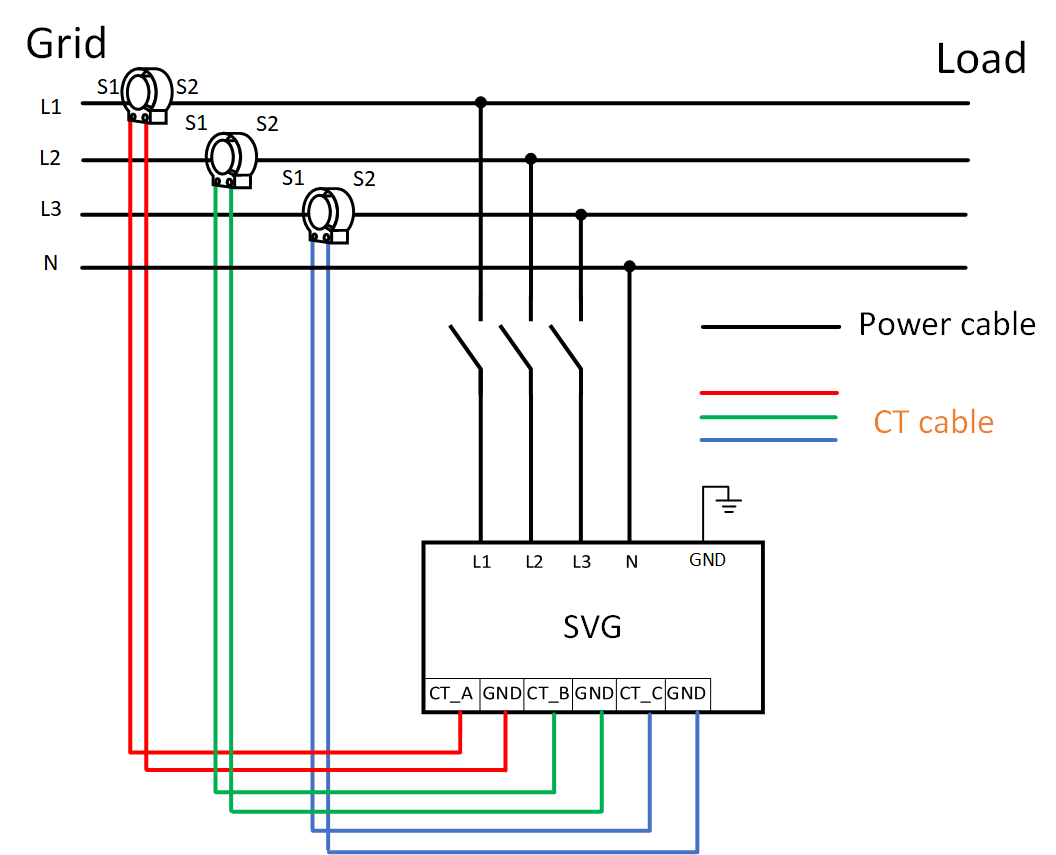 Grid
Load
S1 S2
L1
S1 S2
L2
S1 S2
L3
N
Power cable
CT cable
L1 L2 L3 N GND
SVG
CT_A GND CT_B GND CT_C GND